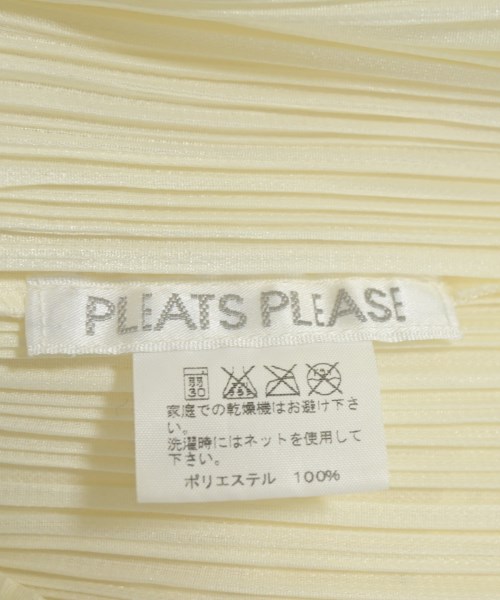 PLEATS PLEASE
弱
30
家庭での乾燥機はお避け下さ
い。
洗濯時にはネットを使用して
下さい。
ポリエステル 100%